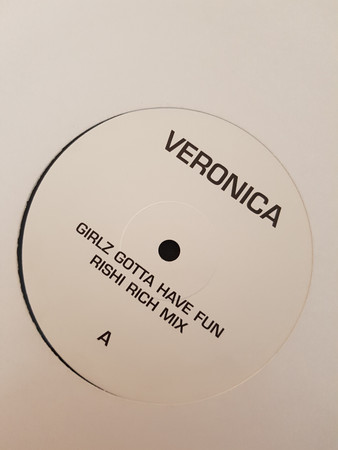 VERONICA
GIRLZ GOTTA HAVE FUN
RISHI RICH MIX
A